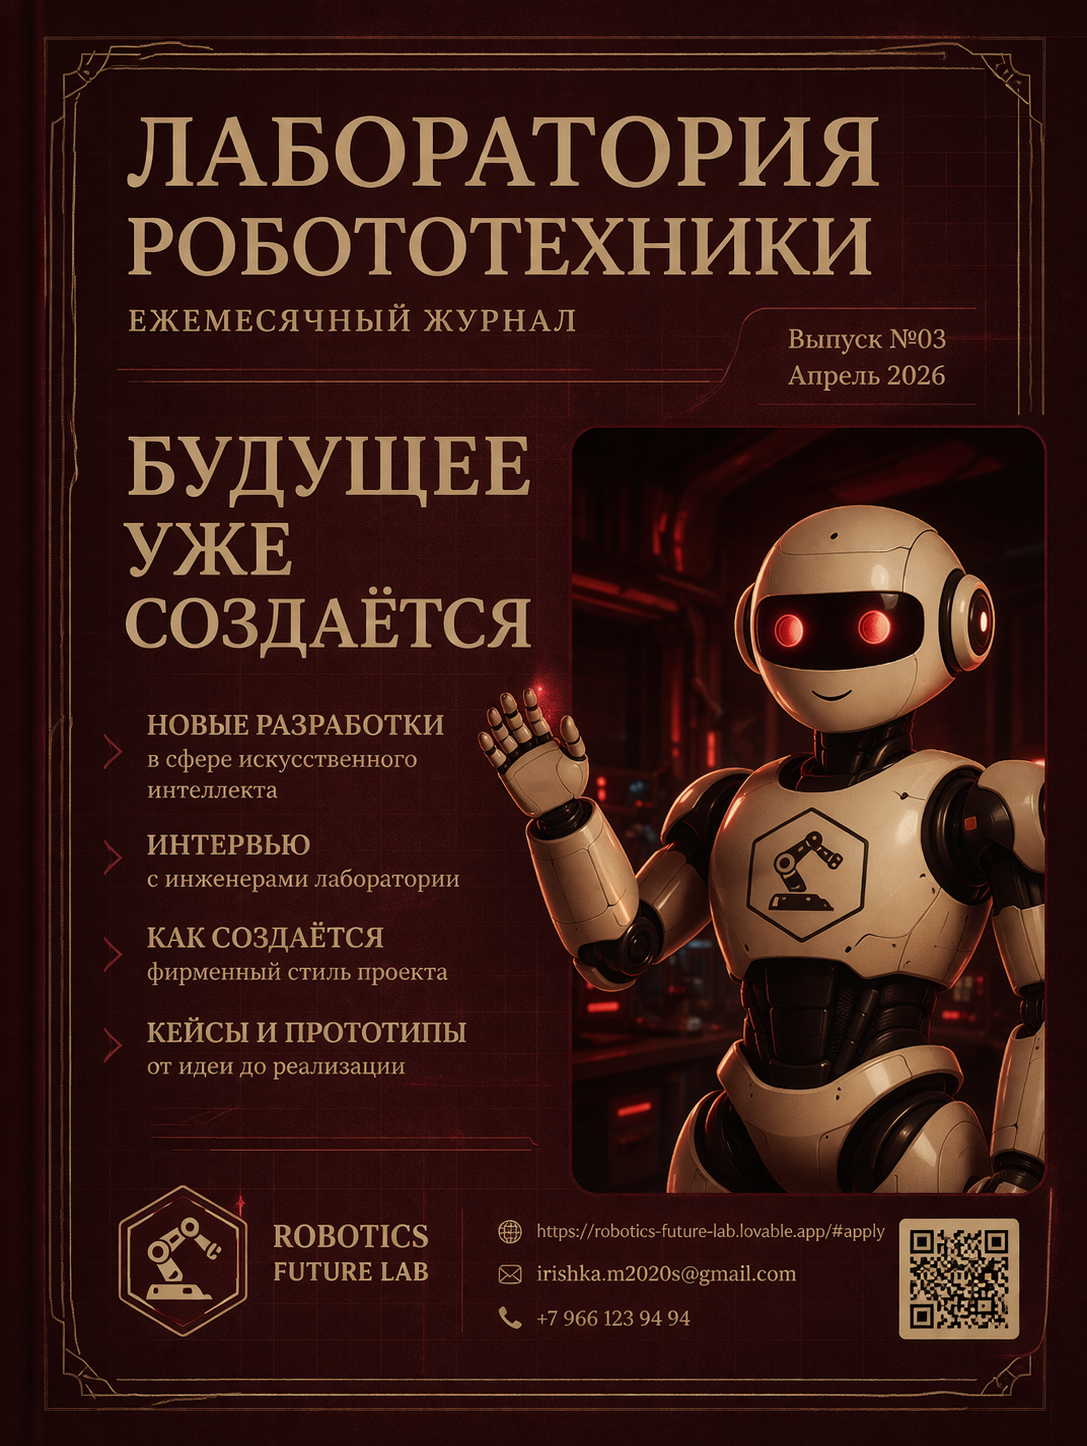 ЛАБОРАТОРИЯ
РОБОТОТЕХНИКИ
ЕЖЕМЕСЯЧНЫЙ ЖУРНАЛ
Выпуск №03
Апрель 2026
БУДУЩЕЕ
УЖЕ
СОЗДАЁТСЯ
НОВЫЕ РАЗРАБОТКИ
в сфере искусственного
интеллекта
ИНТЕРВЬЮ
с инженерами лаборатории
КАК СОЗДАЁТСЯ
фирменный стиль проекта
КЕЙСЫ И ПРОТОТИПЫ
от идеи до реализации
ROBOTICS
FUTURE LAB
https://robotics-future-lab.lovable.app/#apply
irishka.m2020s@gmail.com
+7 966 123 94 94